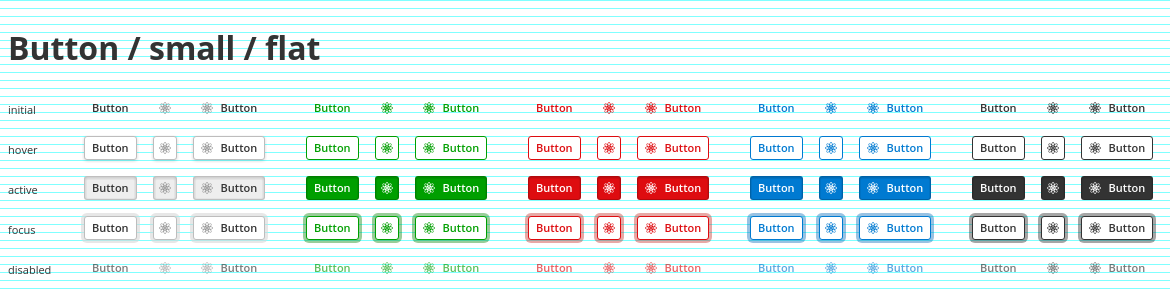 Button / small / flat
initial Button Button Button Button Button Button Button Button Button Button
hover Button Button Button Button Button Button Button Button Button Button
active Button Button Button Button Button Button Button Button Button Button
focus Button Button Button Button Button Button Button Button Button Button
disabled Button Button Button Button Button Button Button Button Button Button